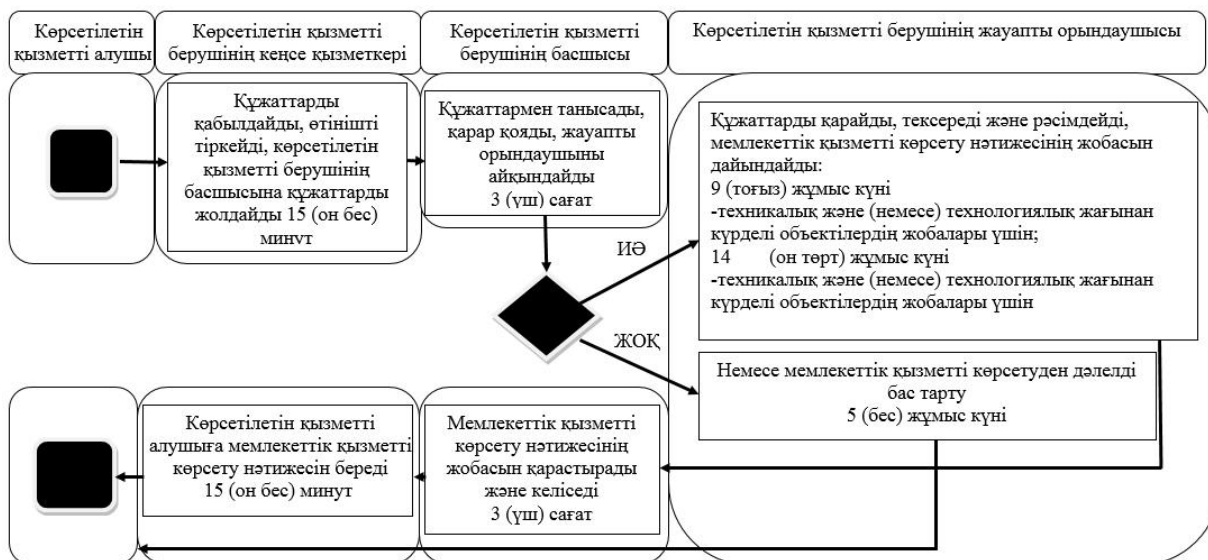 Көрсетілетін
қызметті алушы
Көрсетілетін қызметті
берушінің кеңсе қызметкері
Көрсетілетін қызметті
берушінің басшысы
Көрсетілетін қызметті берушінің жауапты орындаушысы
Құжаттарды
қабылдайды, өтінішті
тіркейді, көрсетілетін
қызметті берушінің
басшысына құжаттарды
жолдайды 15 (он бес)
минут
Құжаттармен танысады,
қарар қояды, жауапты
орындаушыны
айқындайды
3 (үш) сағат
Құжаттарды қарайды, тексереді және рәсімдейді,
мемлекеттік қызметті көрсету нәтижесінің жобасын
дайындайды:
9 (тоғыз) жұмыс күні
-техникалық және (немесе) технологиялық жағынан
күрделі объектілердің жобалары үшін;
14 (он төрт) жұмыс күні
-техникалық және (немесе) технологиялық жағынан
күрделі объектілердің жобалары үшін
ИӘ
ЖОҚ
Немесе мемлекеттік қызметті көрсетуден дәлелді
бас тарту
5 (бес) жұмыс күні
Көрсетілетін қызметті
алушыға мемлекеттік қызметті
көрсету нәтижесін береді
15 (он бес) минут
Мемлекеттік қызметті
көрсету нәтижесінің
жобасын қарастырады
және келіседі
3 (үш) сағат